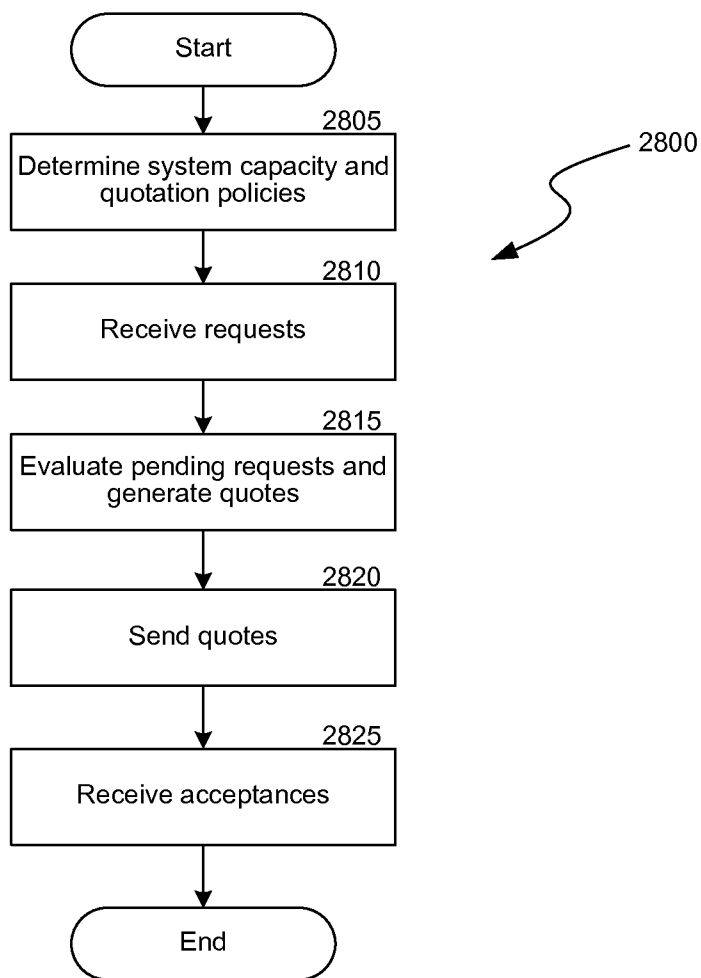 Start
2805
Determine system capacity and
quotation policies
2800
2810
Receive requests
2815
Evaluate pending requests and
generate quotes
2820
Send quotes
2825
Receive acceptances
End